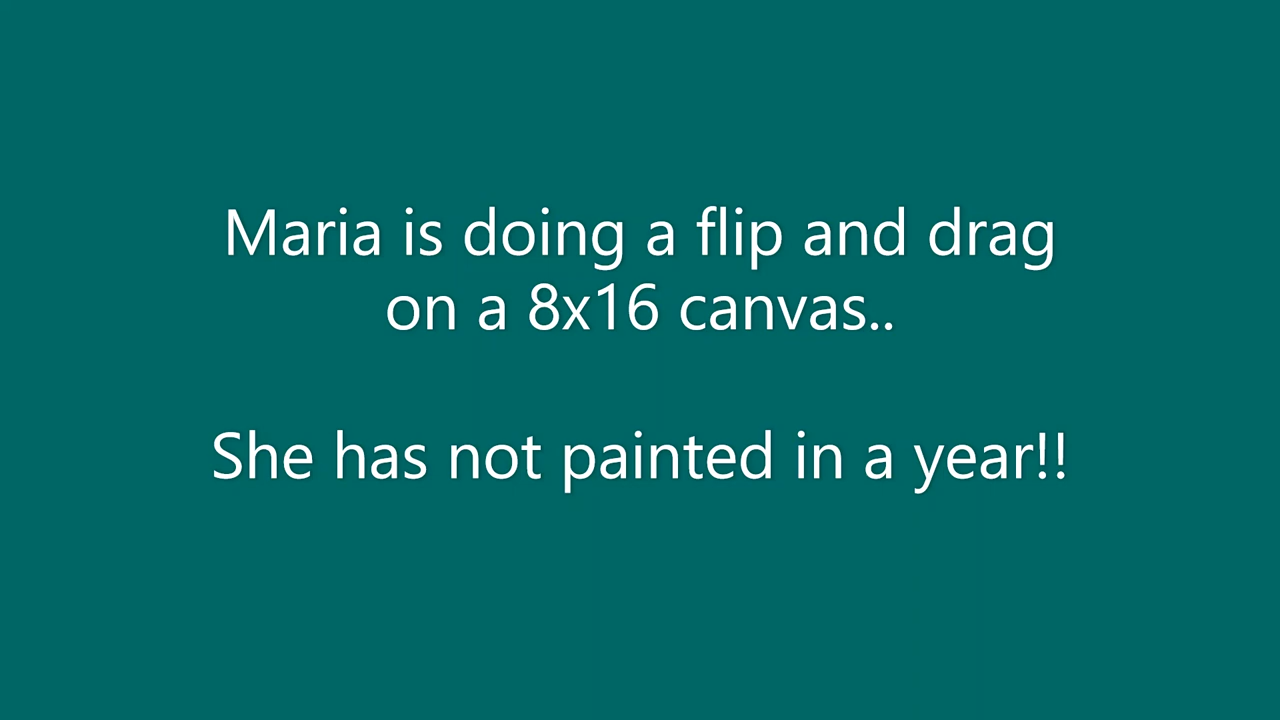 Maria is doing a flip and drag
on a 8x16 canvas..
She has not painted in a year!!